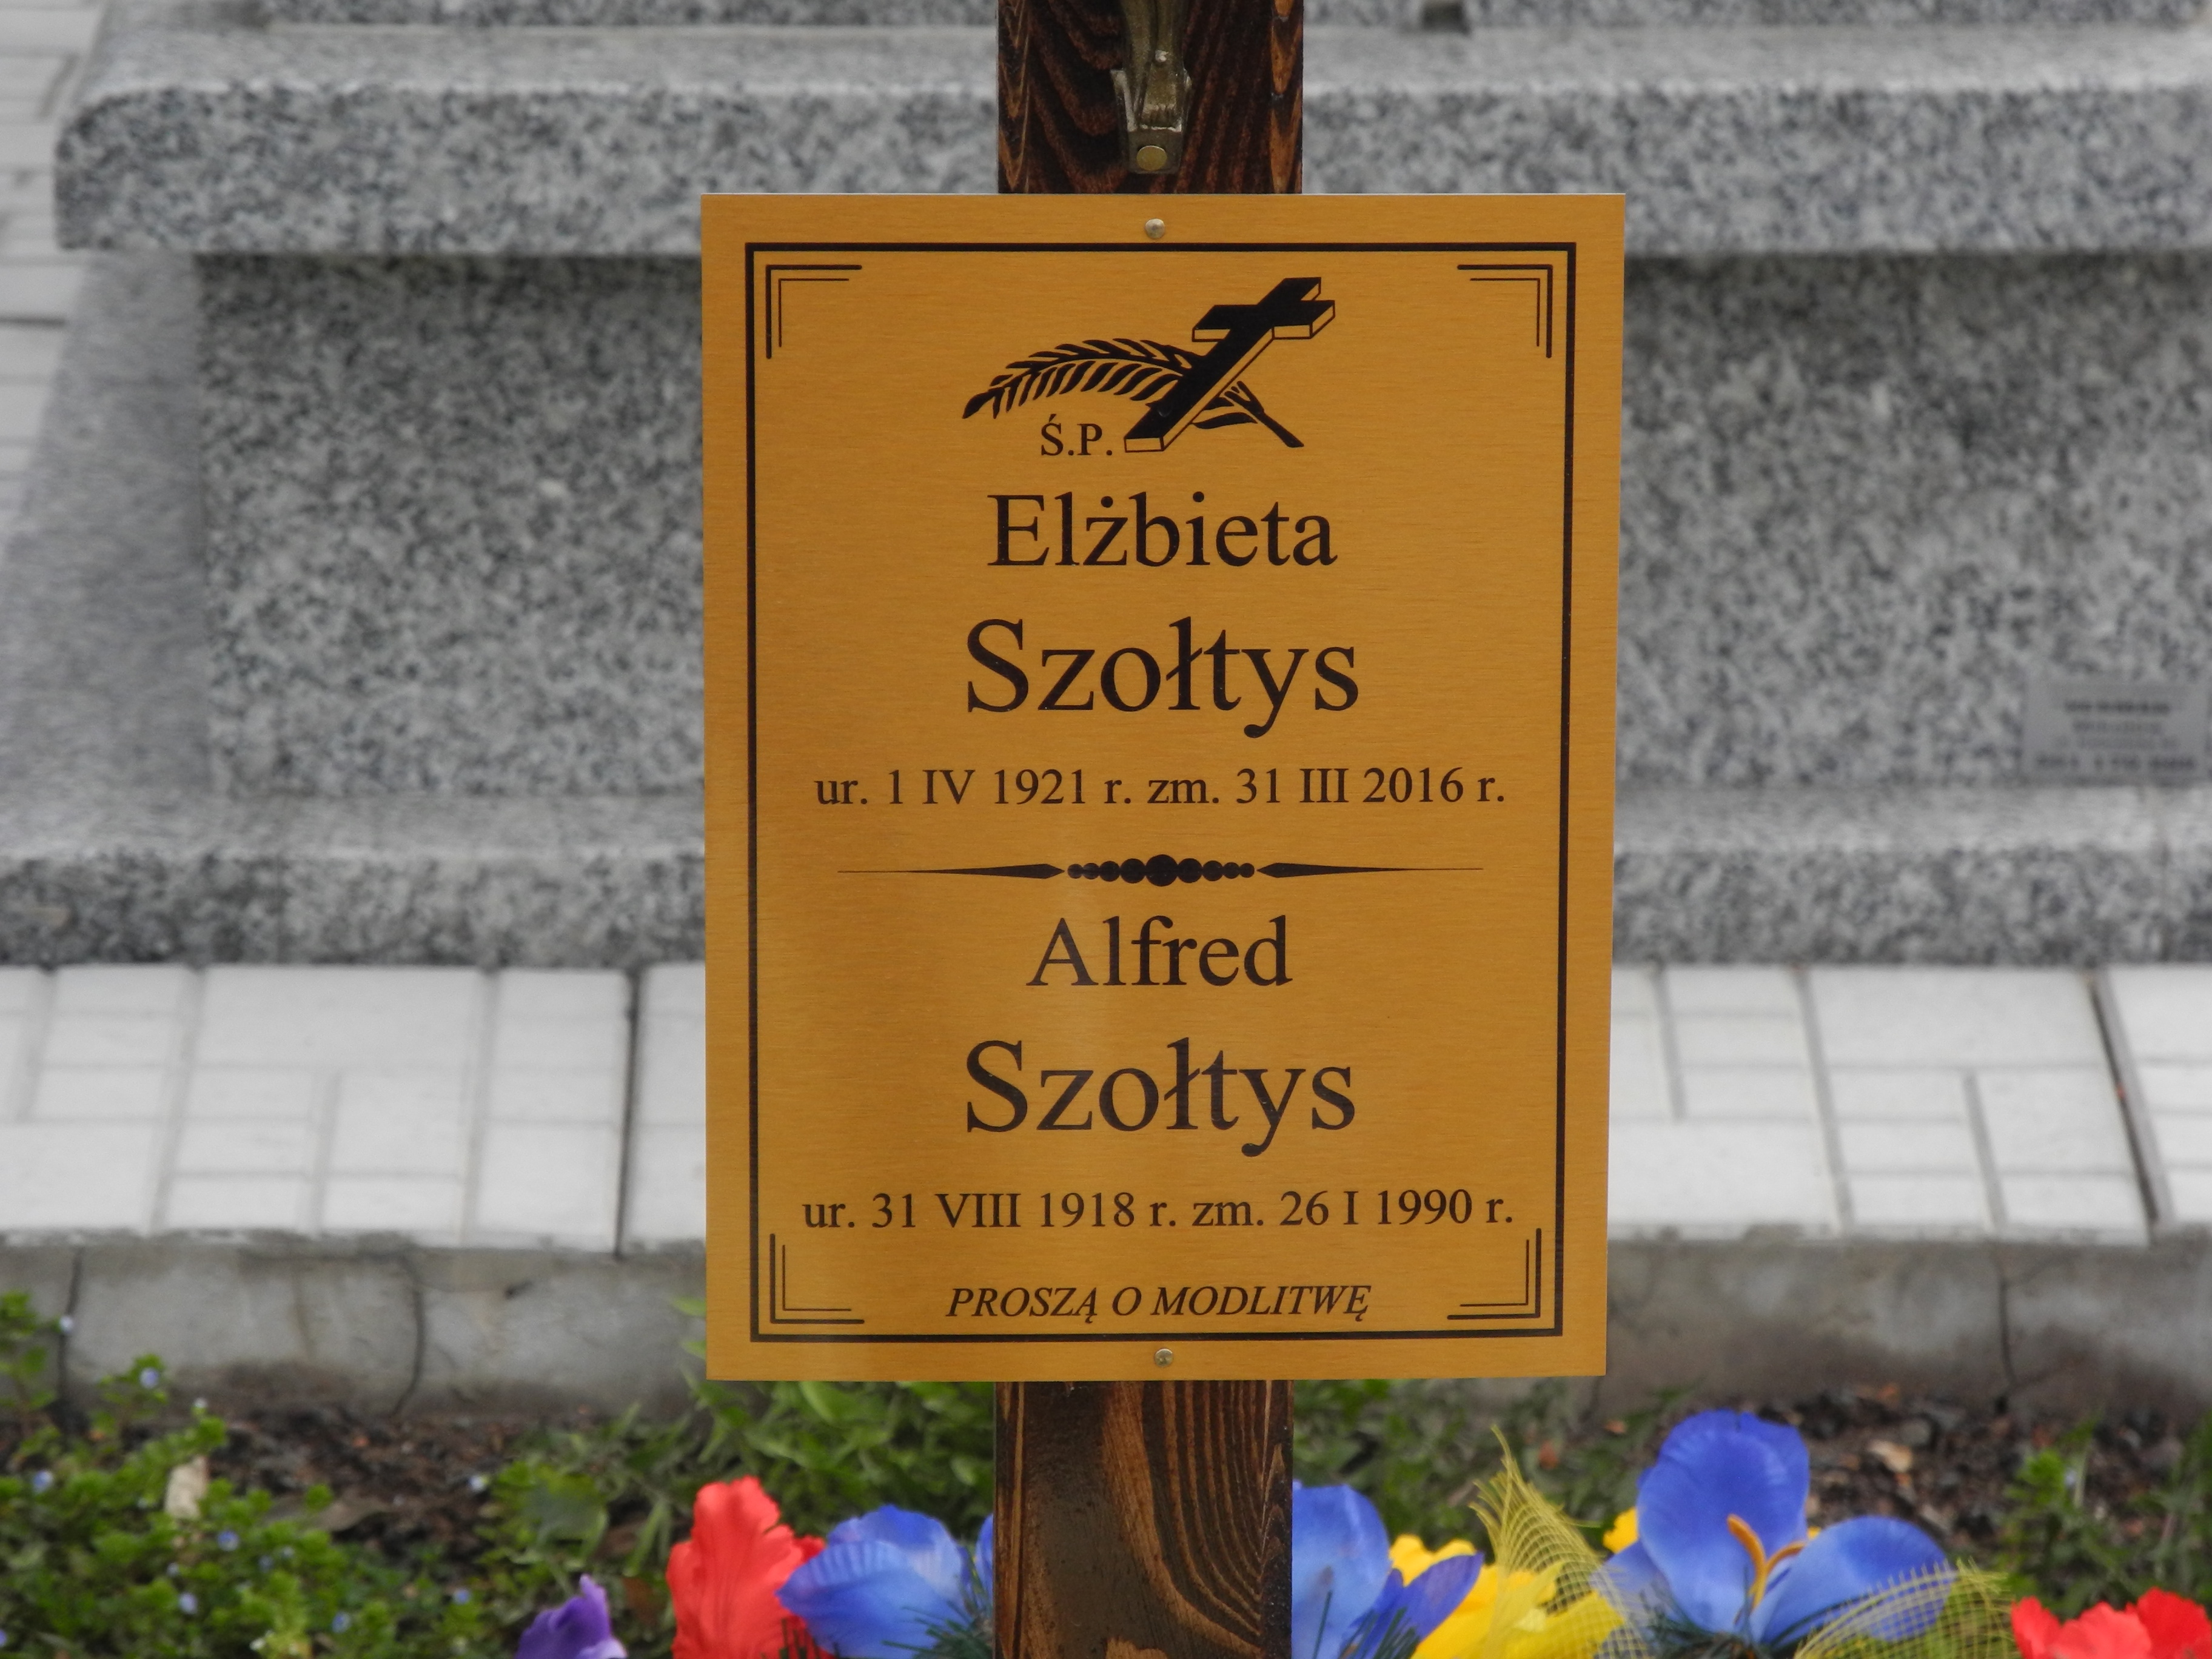 Ś.P.
Elżbieta
Szołtys
ur. 1 IV 1921 r. zm. 31 III 2016 r.
Alfred
Szołtys
ur. 31 VIII 1918 r. zm. 26 I 1990 r.
PROSZĄ O MODLITWĘ